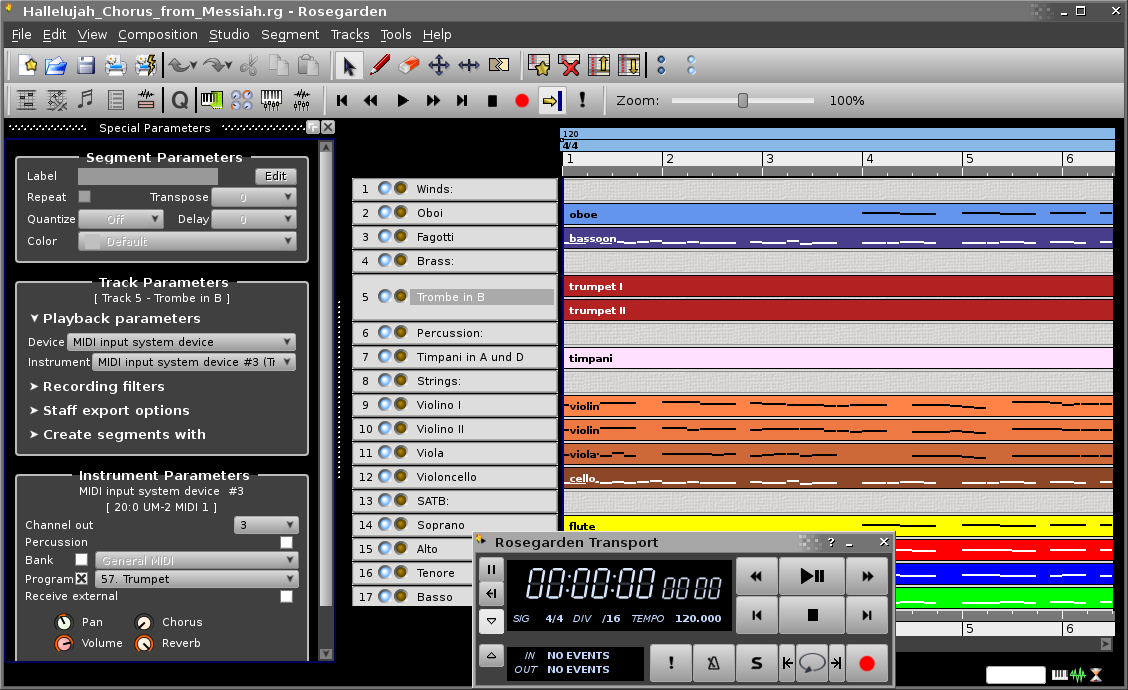 Hallelujah_Chorus_from_Messiah.rg - Rosegarden
File Edit View Composition Studio Segment Tracks Tools Help
Zoom: 100%
Special Parameters
Segment Parameters
Label Edit
Repeat Transpose 0
Quantize Off Delay 0
Color Default
Track Parameters
[ Track 5 - Trombe in B ]
Playback parameters
Device MIDI input system device
Instrument MIDI input system device #3 (Tr
Recording filters
Staff export options
Create segments with
Instrument Parameters
MIDI input system device #3
[ 20:0 UM-2 MIDI 1 ]
Channel out 3
Percussion
Bank General MIDI
Program 57. Trumpet
Receive external
Pan Chorus
Volume Reverb
120
4/4
1 2 3 4 5 6
1 Winds:
2 Oboi oboe
3 Fagotti bassoon
4 Brass:
5 Trombe in B trumpet I
trumpet II
6 Percussion:
7 Timpani in A und D timpani
8 Strings:
9 Violino I violin
10 Violino II violin
11 Viola viola
12 Violoncello cello
13 SATB:
14 Soprano flute
15 Alto
16 Tenore
17 Basso
5 6
Rosegarden Transport
00:00:00 00 00
SIG 4/4 DIV /16 TEMPO 120.000
IN NO EVENTS
OUT NO EVENTS
! S